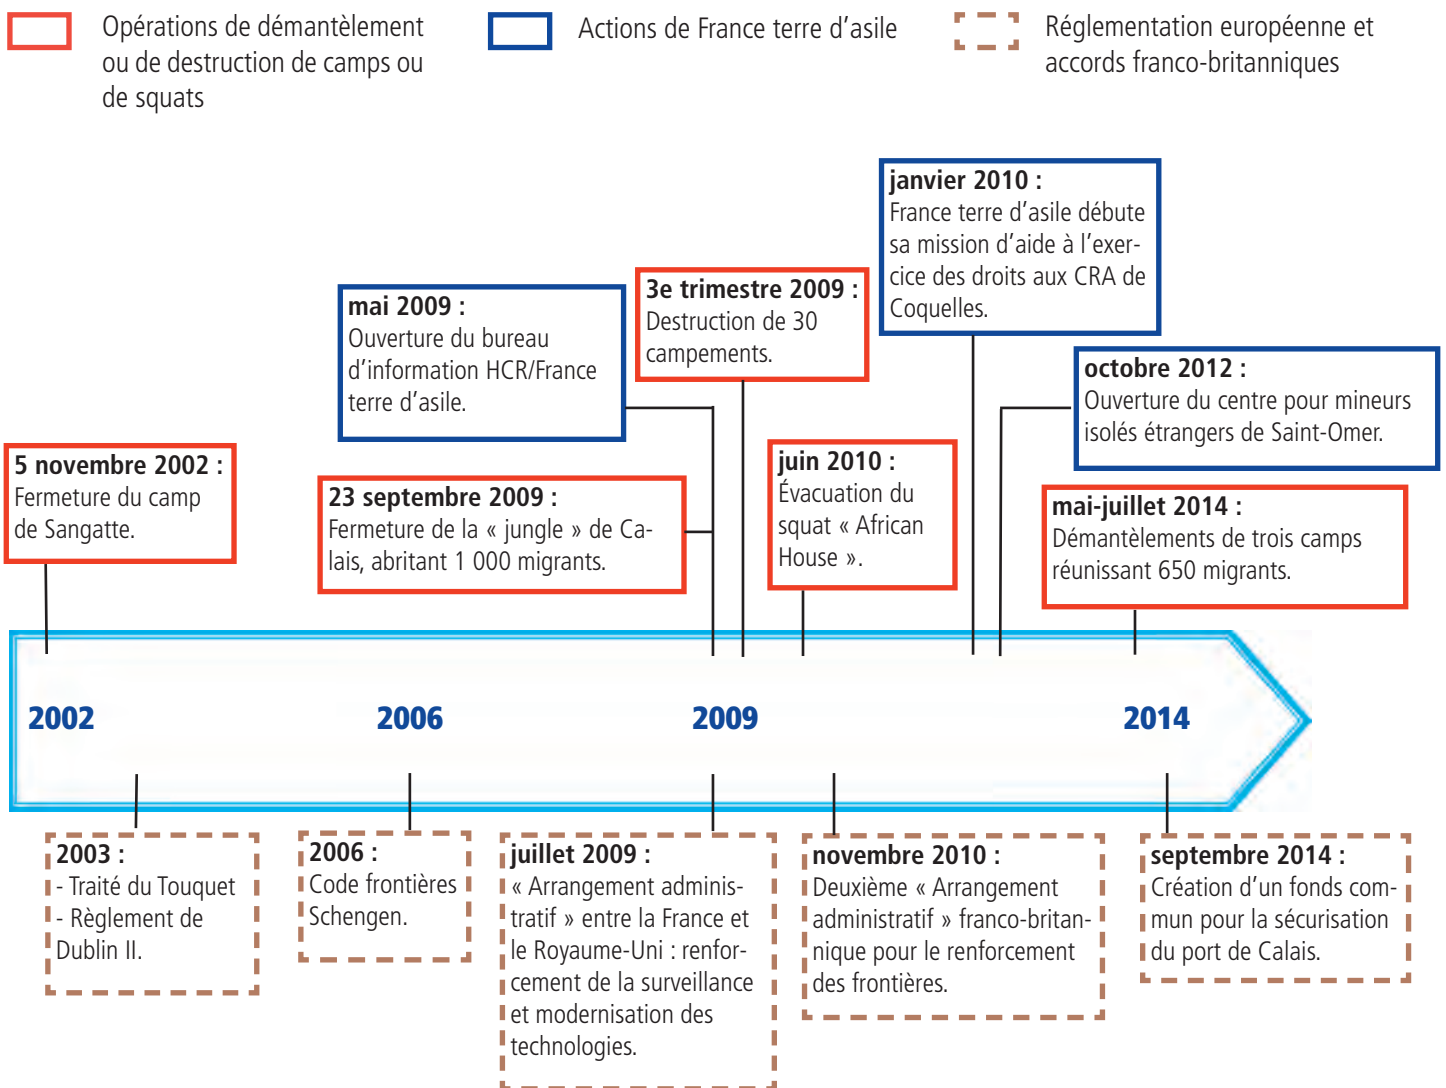 Opérations de démantèlement
ou de destruction de camps ou
de squats
Actions de France terre d'asile
Réglementation européenne et
accords franco-britanniques
janvier 2010 :
France terre d'asile débute
sa mission d'aide à l'exer-
cice des droits aux CRA de
Coquelles.
mai 2009 :
Ouverture du bureau
d'information HCR/France
terre d'asile.
3e trimestre 2009 :
Destruction de 30
campements.
octobre 2012 :
Ouverture du centre pour mineurs
isolés étrangers de Saint-Omer.
5 novembre 2002 :
Fermeture du camp
de Sangatte.
23 septembre 2009 :
Fermeture de la « jungle » de Ca-
lais, abritant 1 000 migrants.
juin 2010 :
Évacuation du
squat « African
House ».
mai-juillet 2014 :
Démantèlements de trois camps
réunissant 650 migrants.
2002
2006
2009
2014
2003 :
- Traité du Touquet
- Règlement de
Dublin II.
2006 :
Code frontières
Schengen.
juillet 2009 :
« Arrangement adminis-
tratif » entre la France et
le Royaume-Uni : renfor-
cement de la surveillance
et modernisation des
technologies.
novembre 2010 :
Deuxième « Arrangement
administratif » franco-britan-
nique pour le renforcement
des frontières.
septembre 2014 :
Création d'un fonds com-
mun pour la sécurisation
du port de Calais.